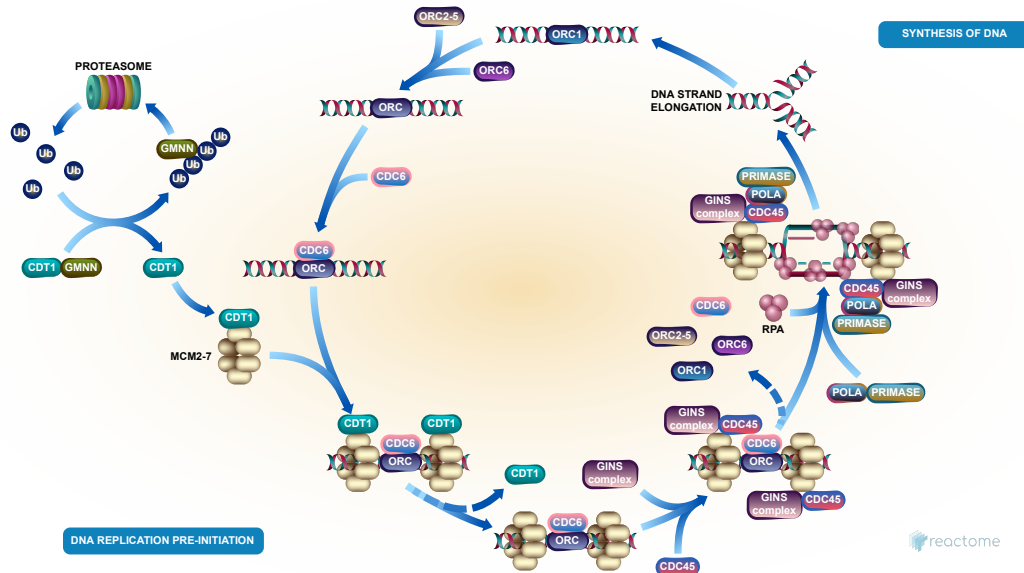 ORC2-5
ORC1
SYNTHESIS OF DNA
PROTEASOME
ORC6
DNA STRAND
ELONGATION
ORC
Ub
Ub
Ub
Ub
Ub
GMNN
Ub
Ub
Ub
Ub
CDC6
PRIMASE
POLA
GINS
complex
CDC45
CDC6
ORC
CDT1
GMNN
CDT1
CDC45
GINS
complex
POLA
PRIMASE
CDC6
RPA
CDT1
MCM2-7
ORC2-5
ORC6
ORC1
POLA
PRIMASE
CDT1
CDT1
CDC6
ORC
GINS
complex
CDC45
CDC6
ORC
CDT1
GINS
complex
GINS
complex
CDC45
CDC6
ORC
CDC45
DNA REPLICATION PRE-INITIATION
reactome